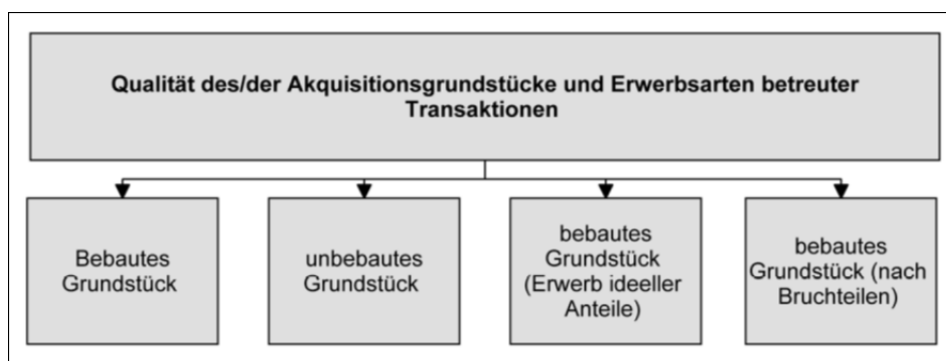 Qualität des/der Akquisitionsgrundstücke und Erwerbsarten betreuter
Transaktionen
Bebautes
Grundstück
unbebautes
Grundstück
bebautes
Grundstück
(Erwerb ideeller
Anteile)
bebautes
Grundstück (nach
Bruchteilen)